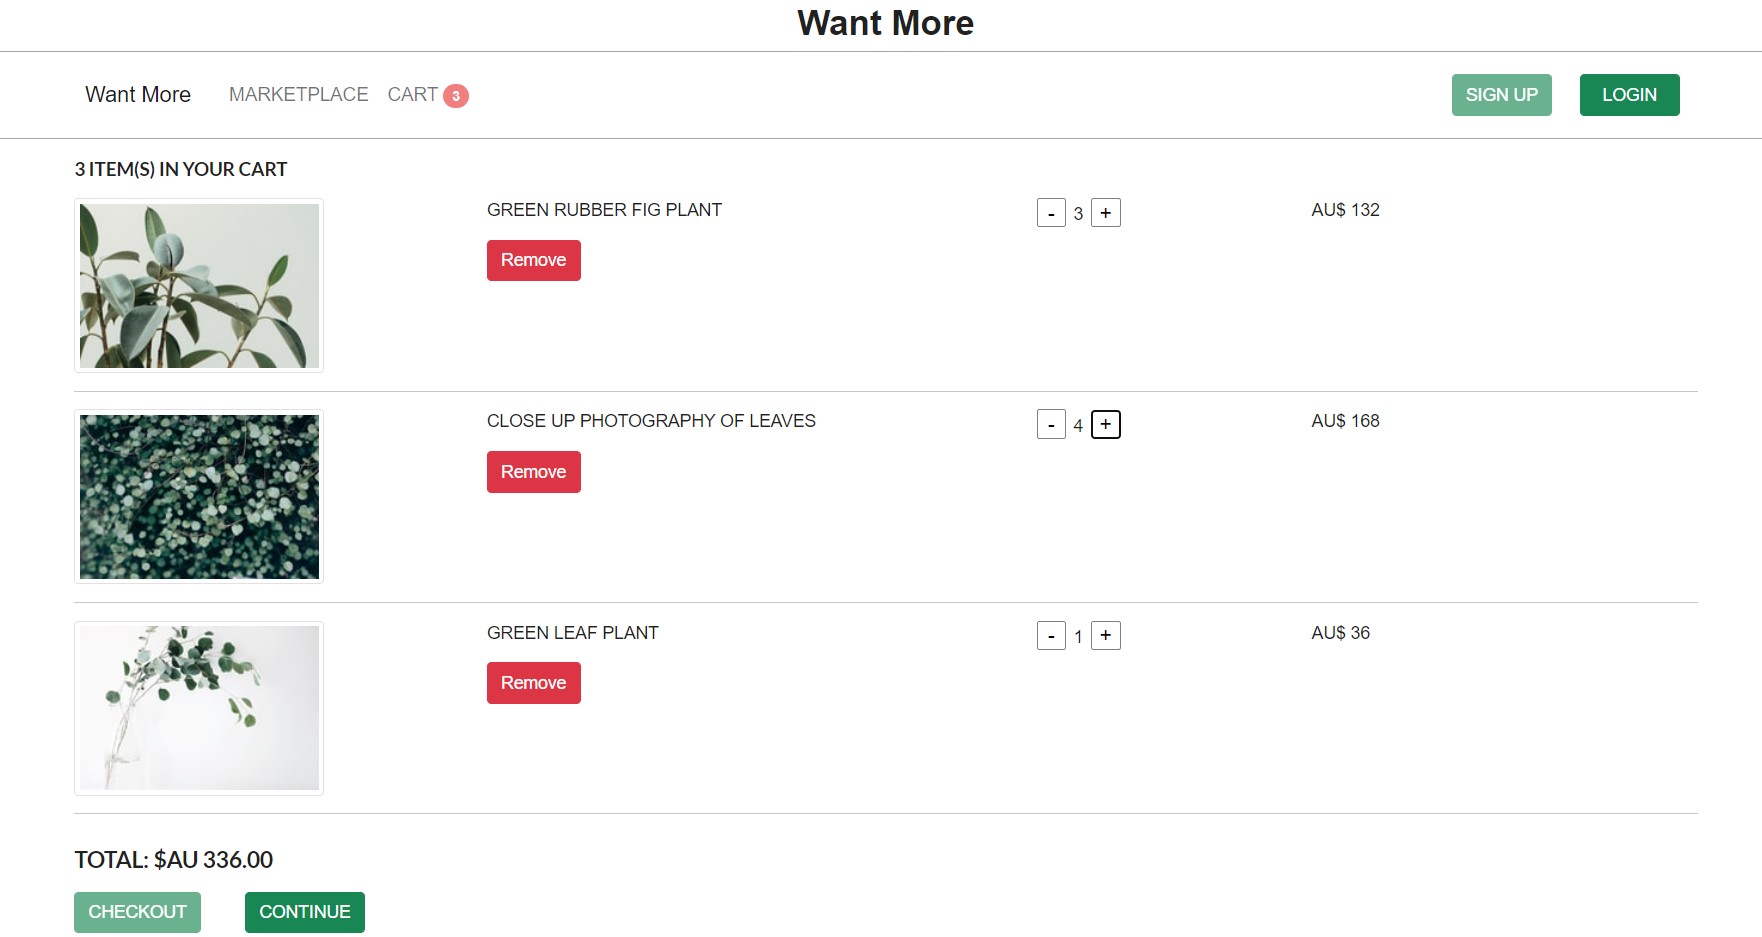 Want More
Want More MARKETPLACE CART 3 SIGN UP LOGIN
3 ITEM(S) IN YOUR CART
GREEN RUBBER FIG PLANT - 3 + AU$ 132
Remove
CLOSE UP PHOTOGRAPHY OF LEAVES - 4 + AU$ 168
Remove
GREEN LEAF PLANT - 1 + AU$ 36
Remove
TOTAL: $AU 336.00
CHECKOUT CONTINUE